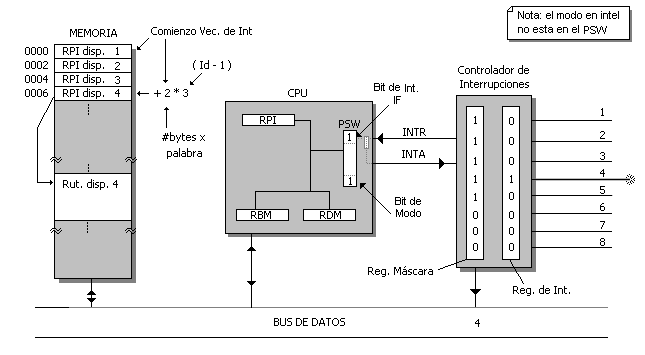 Nota: el modo en intel
no esta en el PSW
MEMORIA
Comienzo Vec. de Int
0000 RPI disp. 1
0002 RPI disp. 2
0004 RPI disp. 3
0006 RPI disp. 4
+ 2 * 3
( Id - 1 )
#bytes x
palabra
Rut. disp. 4
CPU
RPI
PSW
1
1
RBM
RDM
Bit de Int.
IF
Bit de
Modo
INTR
INTA
Controlador de
Interrupciones
1 0 1
1 0 2
1 0 3
1 1 4
1 0 5
0 0 6
0 0 7
0 0 8
Reg. Máscara
Reg. de Int.
BUS DE DATOS
4